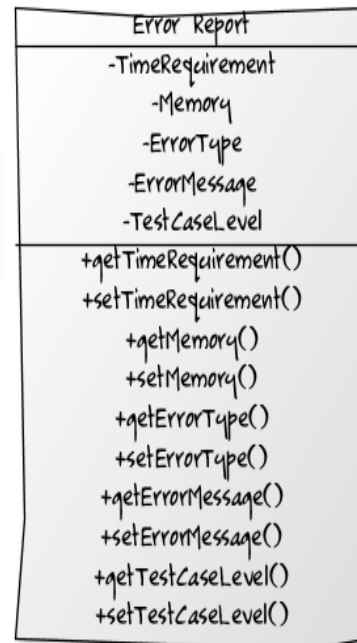 Error Report
-TimeRequirement
-Memory
-ErrorType
-ErrorMessage
-TestCaseLevel
+getTimeRequirement()
+setTimeRequirement()
+getMemory()
+setMemory()
+getErrorType()
+setErrorType()
+getErrorMessage()
+setErrorMessage()
+getTestCaseLevel()
+setTestCaseLevel()